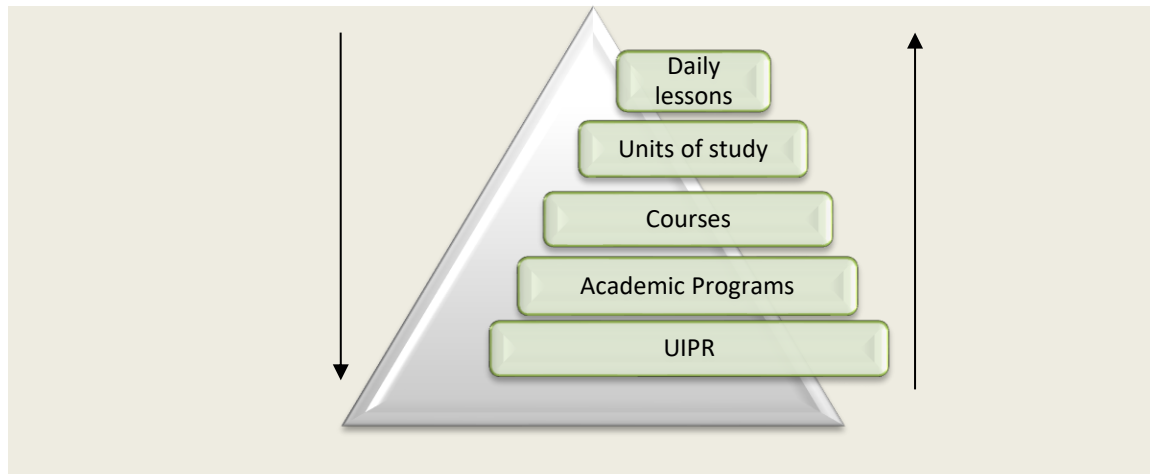 Daily
lessons
Units of study
Courses
Academic Programs
UIPR